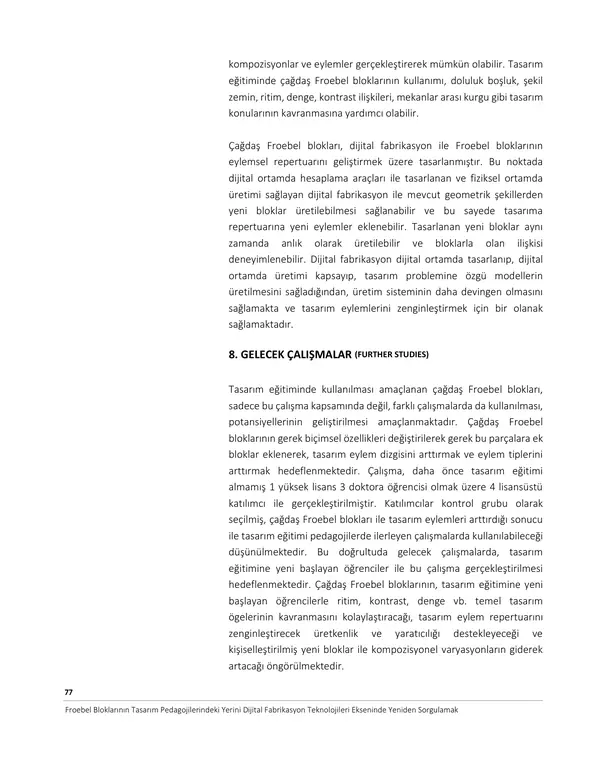 kompozisyonlar ve eylemler gerçekleştirerek mümkün olabilir. Tasarım
eğitiminde çağdaş Froebel bloklarının kullanımı, doluluk boşluk, şekil
zemin, ritim, denge, kontrast ilişkileri, mekanlar arası kurgu gibi tasarım
konularının kavranmasına yardımcı olabilir.
Çağdaş Froebel blokları, dijital fabrikasyon ile Froebel bloklarının
eylemsel repertuarını geliştirmek üzere tasarlanmıştır. Bu noktada
dijital ortamda hesaplama araçları ile tasarlanan ve fiziksel ortamda
üretimi sağlayan dijital fabrikasyon ile mevcut geometrik şekillerden
yeni bloklar üretilebilmesi sağlanabilir ve bu sayede tasarıma
repertuarına yeni eylemler eklenebilir. Tasarlanan yeni bloklar aynı
zamanda anlık olarak üretilebilir ve bloklarla olan ilişkisi
deneyimlenebilir. Dijital fabrikasyon dijital ortamda tasarlanıp, dijital
ortamda üretimi kapsayıp, tasarım problemine özgü modellerin
üretilmesini sağladığından, üretim sisteminin daha devingen olmasını
sağlamakta ve tasarım eylemlerini zenginleştirmek için bir olanak
sağlamaktadır.
8. GELECEK ÇALIŞMALAR (FURTHER STUDIES)
Tasarım eğitiminde kullanılması amaçlanan çağdaş Froebel blokları,
sadece bu çalışma kapsamında değil, farklı çalışmalarda da kullanılması,
potansiyellerinin geliştirilmesi amaçlanmaktadır. Çağdaş Froebel
bloklarının gerek biçimsel özellikleri değiştirilerek gerek bu parçalara ek
bloklar eklenerek, tasarım eylem dizgisini arttırmak ve eylem tiplerini
arttırmak hedeflenmektedir. Çalışma, daha önce tasarım eğitimi
almamış 1 yüksek lisans 3 doktora öğrencisi olmak üzere 4 lisansüstü
katılımcı ile gerçekleştirilmiştir. Katılımcılar kontrol grubu olarak
seçilmiş, çağdaş Froebel blokları ile tasarım eylemleri arttırdığı sonucu
ile tasarım eğitimi pedagojilerde ilerleyen çalışmalarda kullanılabileceği
düşünülmektedir. Bu doğrultuda gelecek çalışmalarda, tasarım
eğitimine yeni başlayan öğrenciler ile bu çalışma gerçekleştirilmesi
hedeflenmektedir. Çağdaş Froebel bloklarının, tasarım eğitimine yeni
başlayan öğrencilerle ritim, kontrast, denge vb. temel tasarım
ögelerinin kavranmasını kolaylaştıracağı, tasarım eylem repertuarını
zenginleştirecek üretkenlik ve yaratıcılığı destekleyeceği ve
kişiselleştirilmiş yeni bloklar ile kompozisyonel varyasyonların giderek
artacağı öngörülmektedir.
77
Froebel Bloklarının Tasarım Pedagojilerindeki Yerini Dijital Fabrikasyon Teknolojileri Ekseninde Yeniden Sorgulamak